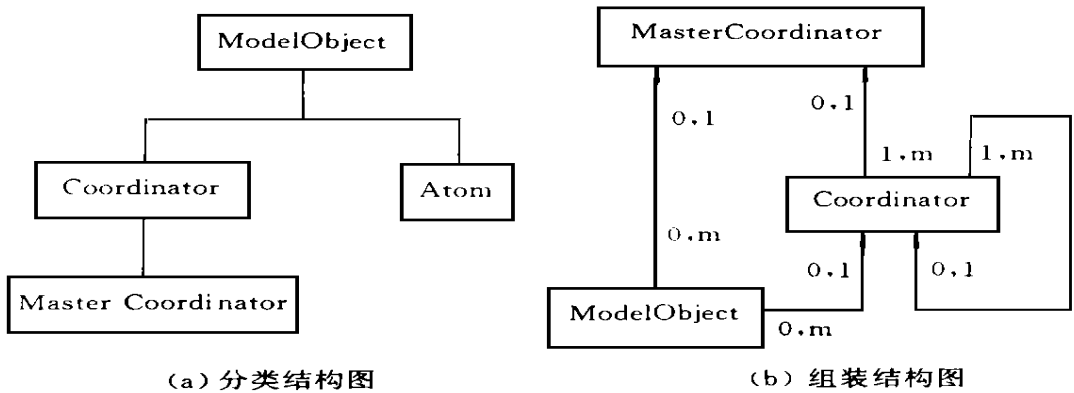 ModelObject
Coordinator
Atom
Master Coordinator
(a)分类结构图
MasterCoordinator
0,1
0,1
1,m
1,m
Coordinator
0,m
0,1
0,1
ModelObject
0,m
(b) 组装结构图